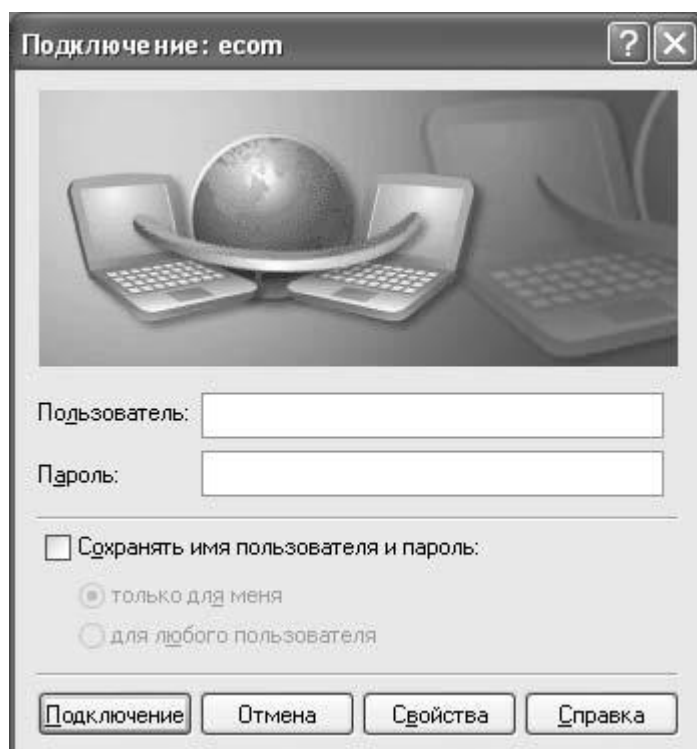 Подключение: ecom
Пользователь:
Пароль:
Сохранять имя пользователя и пароль:
только для меня
для любого пользователя
Подключение Отмена Свойства Справка